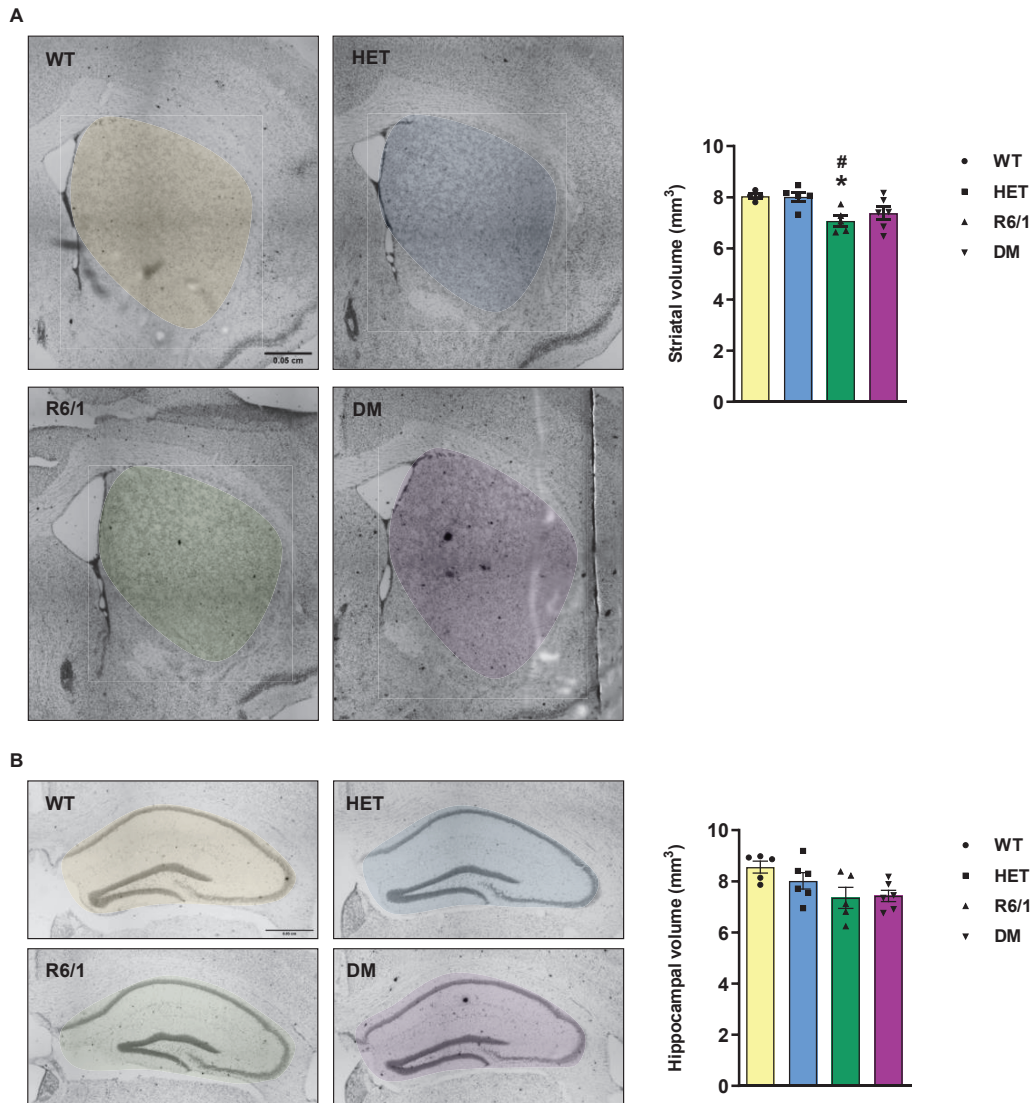 A
WT
HET
0.05 cm
R6/1
DM
Striatal volume (mm³)
10
8
6
4
2
0
#
*
WT
HET
R6/1
DM
B
WT
HET
R6/1
DM
Hippocampal volume (mm³)
10
8
6
4
2
0
WT
HET
R6/1
DM